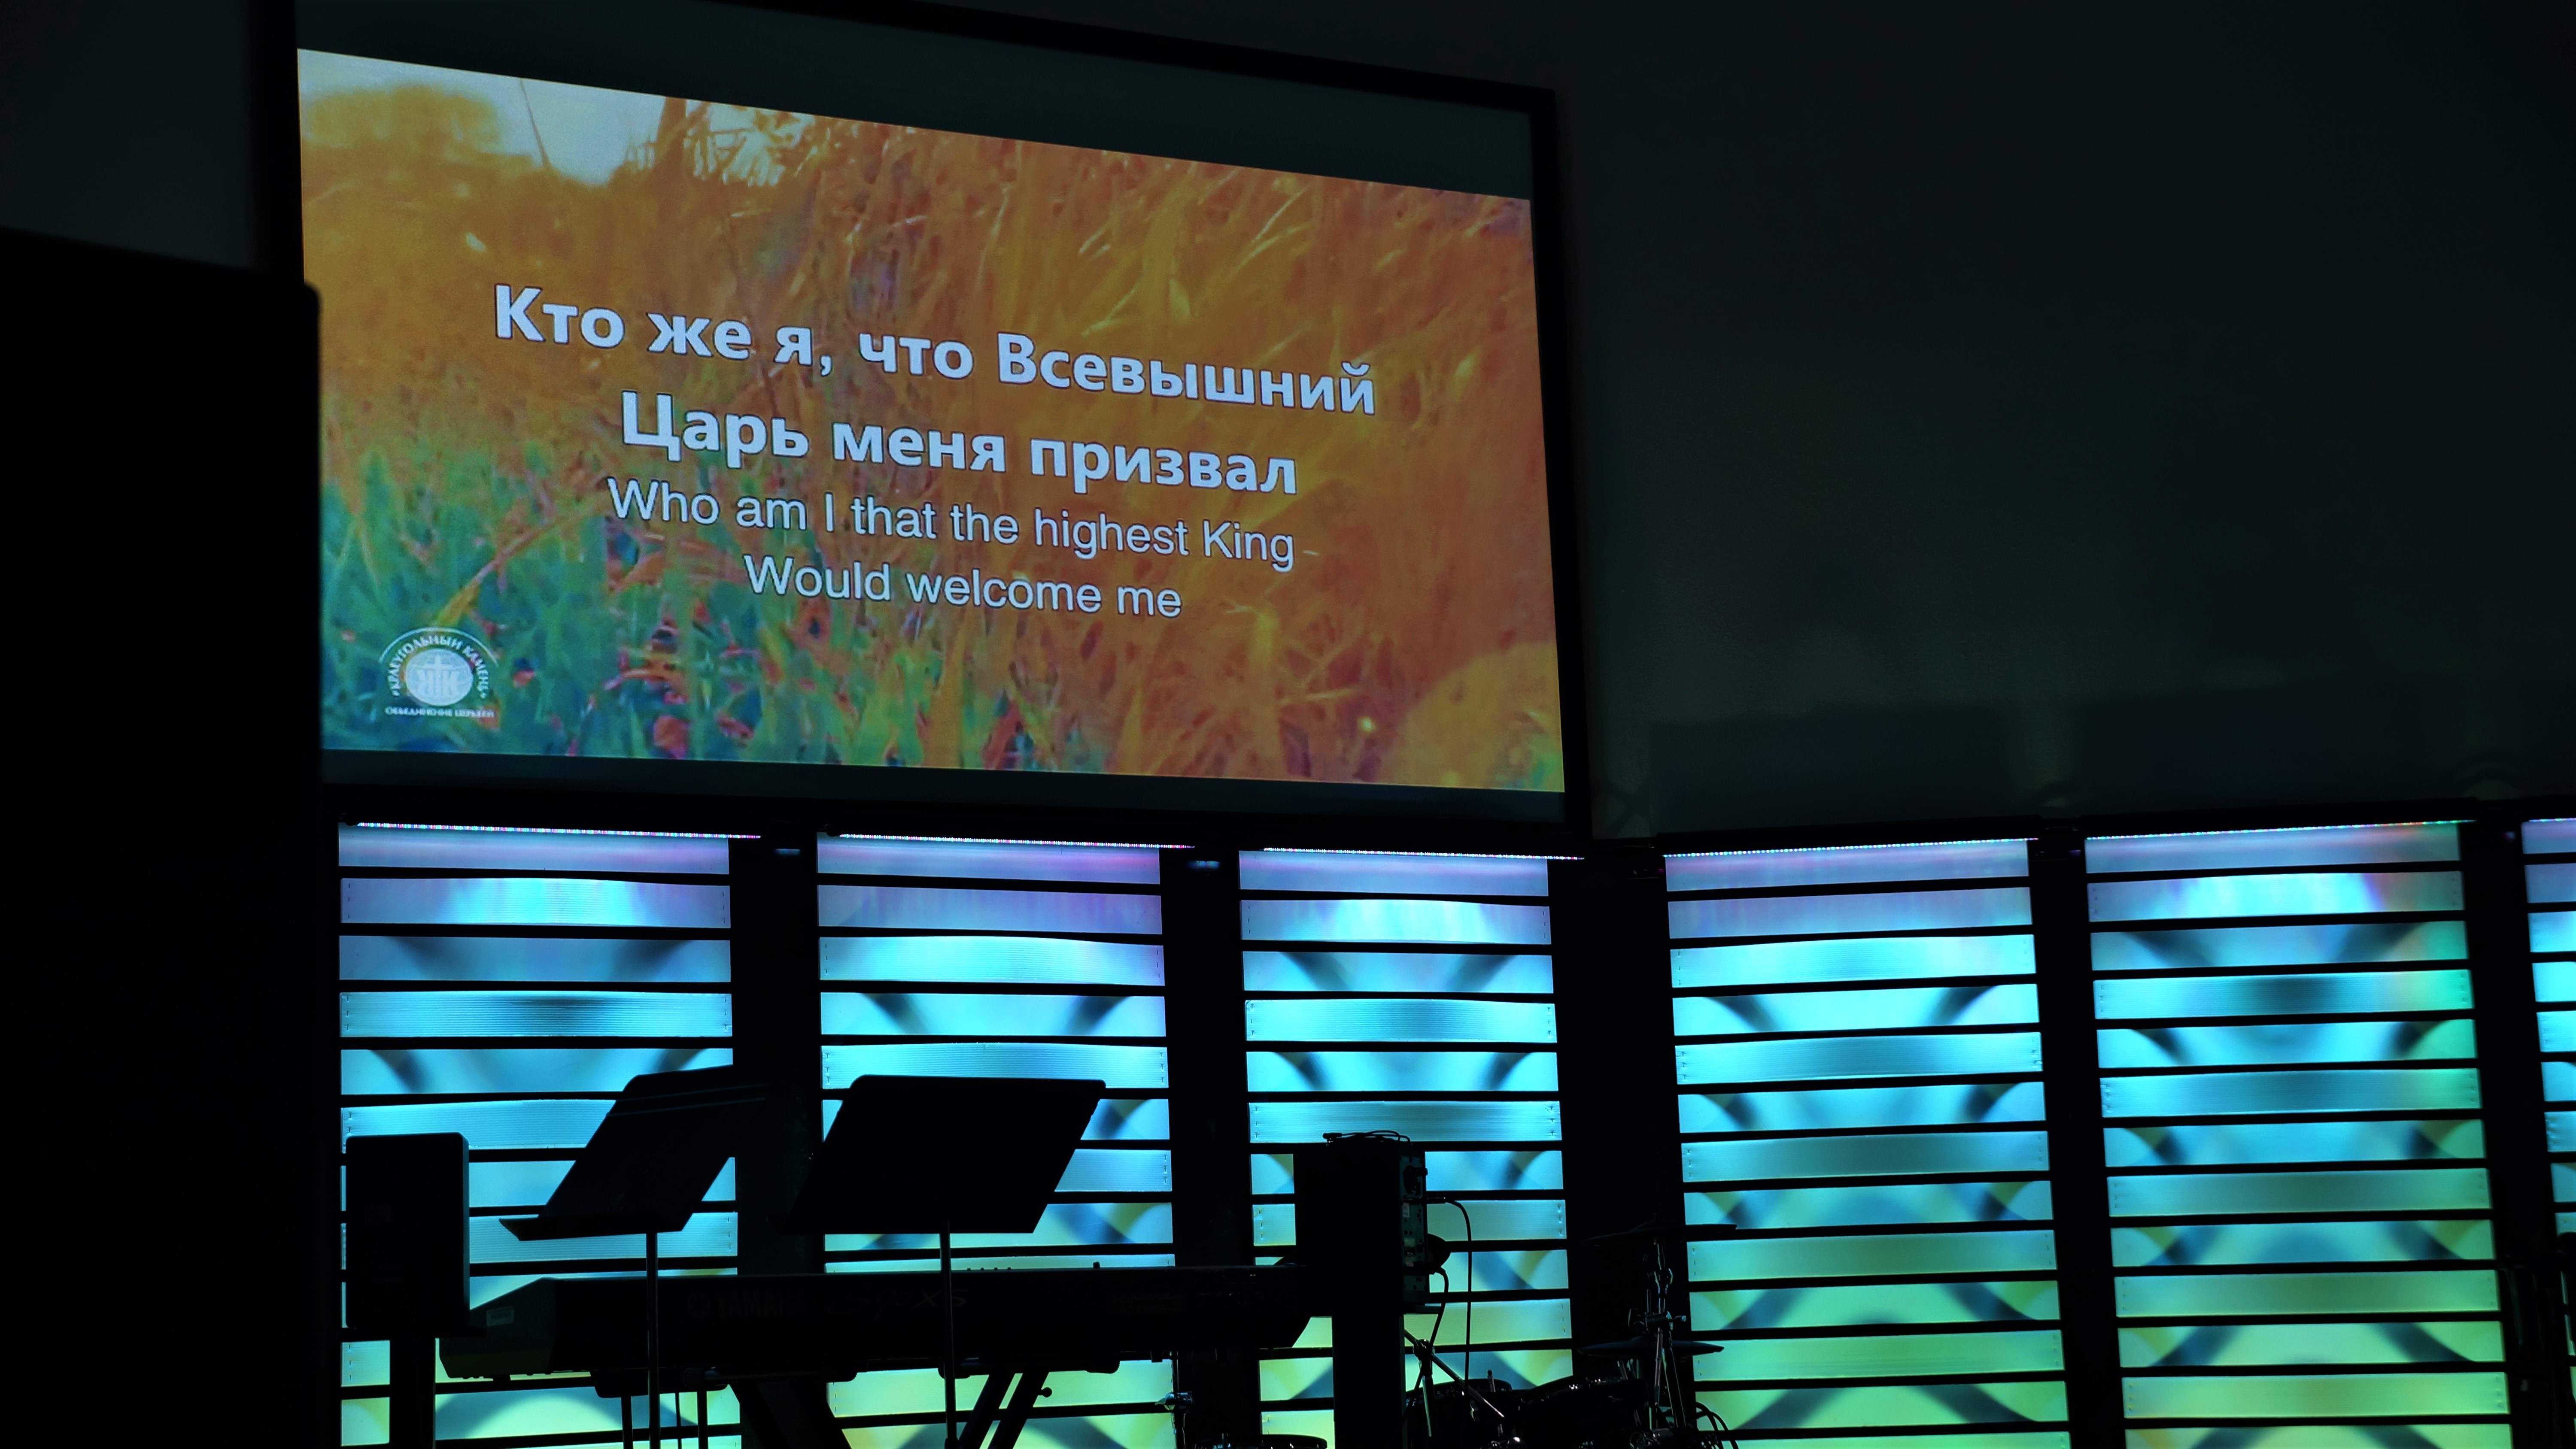 Кто же я, что Всевышний
Царь меня призвал
Who am I that the highest King
Would welcome me
КРАЕУГОЛЬНЫЙ КАМЕНЬ
ОБЪЕДИНЕНИЕ ЦЕРКВЕЙ
YAMAHA